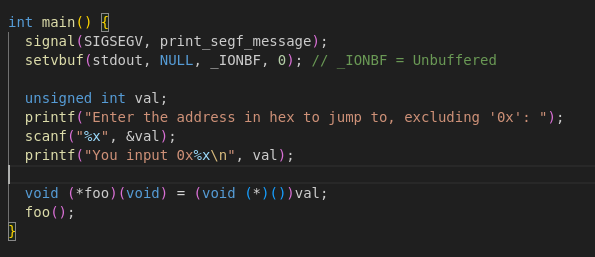 int main() {
  signal(SIGSEGV, print_segf_message);
  setvbuf(stdout, NULL, _IONBF, 0); // _IONBF = Unbuffered
  unsigned int val;
  printf("Enter the address in hex to jump to, excluding '0x': ");
  scanf("%x", &val);
  printf("You input 0x%x\n", val);
  void (*foo)(void) = (void (*)())val;
  foo();
}